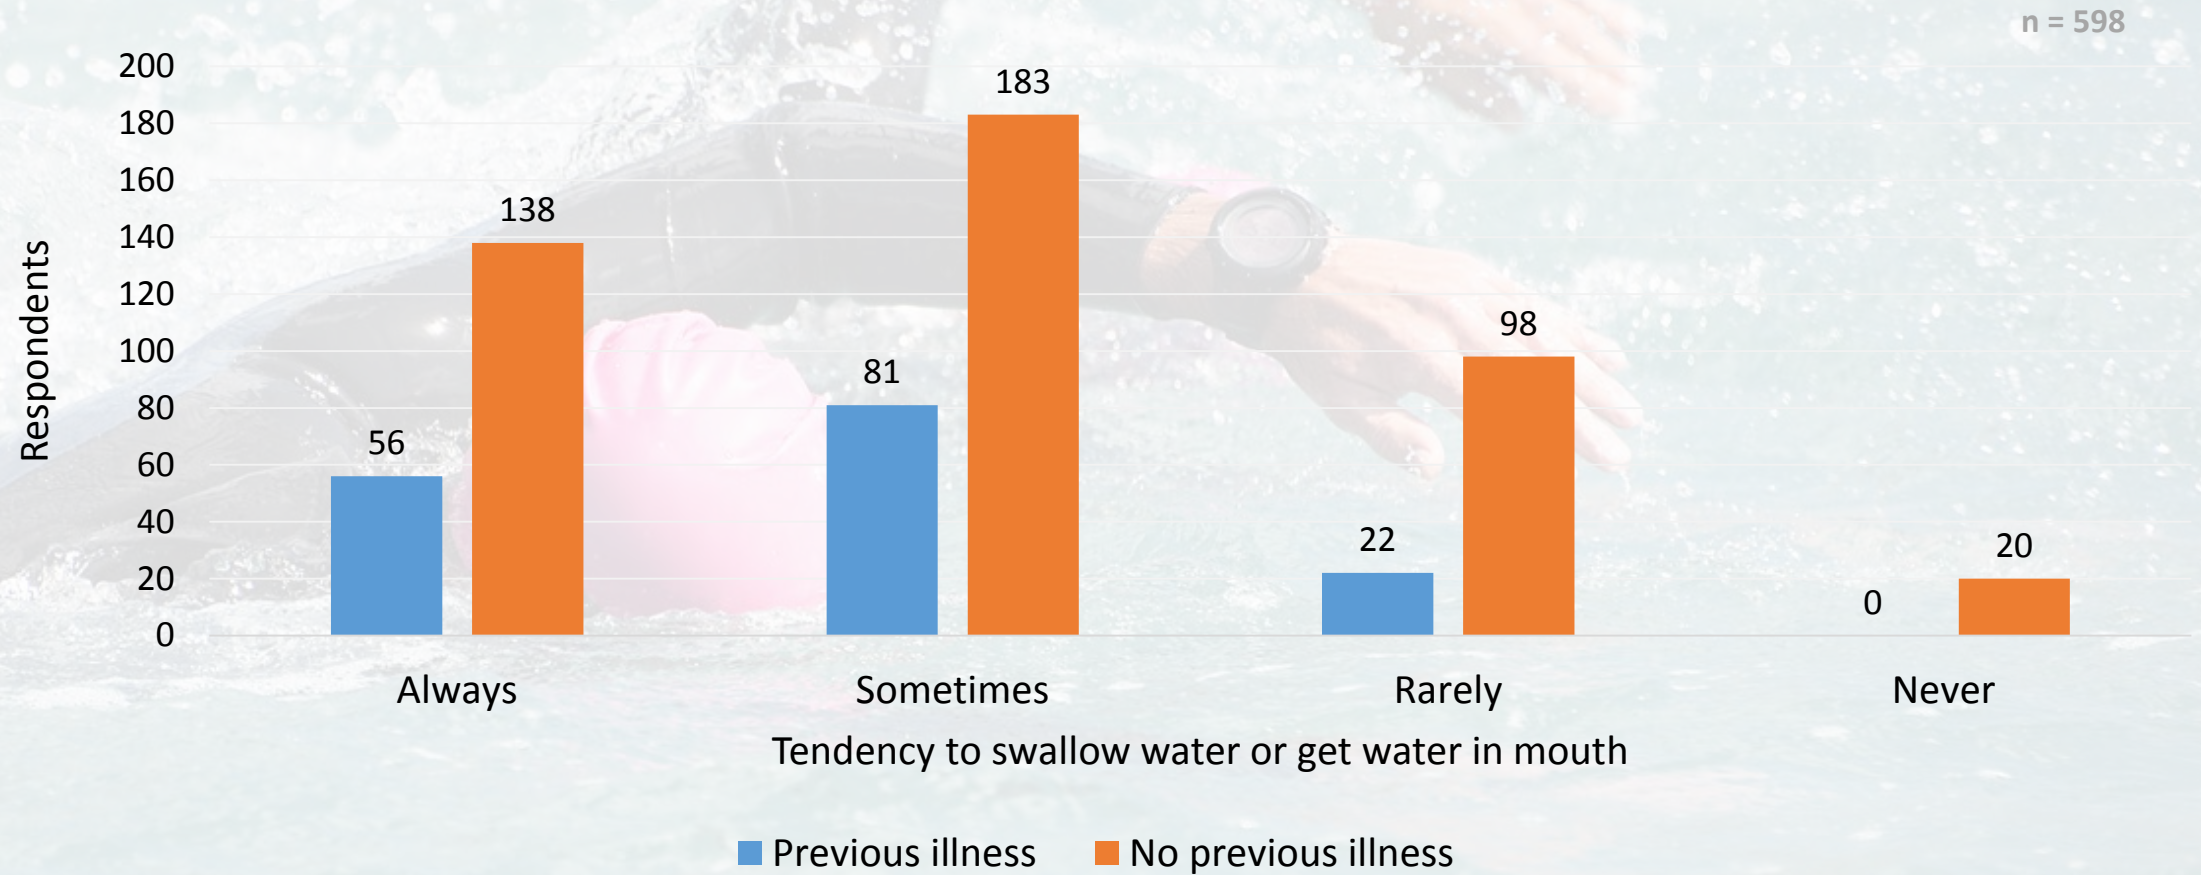 n = 598
200
180
160
140
120
100
80
60
40
20
0
Respondents
56
138
81
183
22
98
0
20
Always
Sometimes
Rarely
Never
Tendency to swallow water or get water in mouth
Previous illness
No previous illness